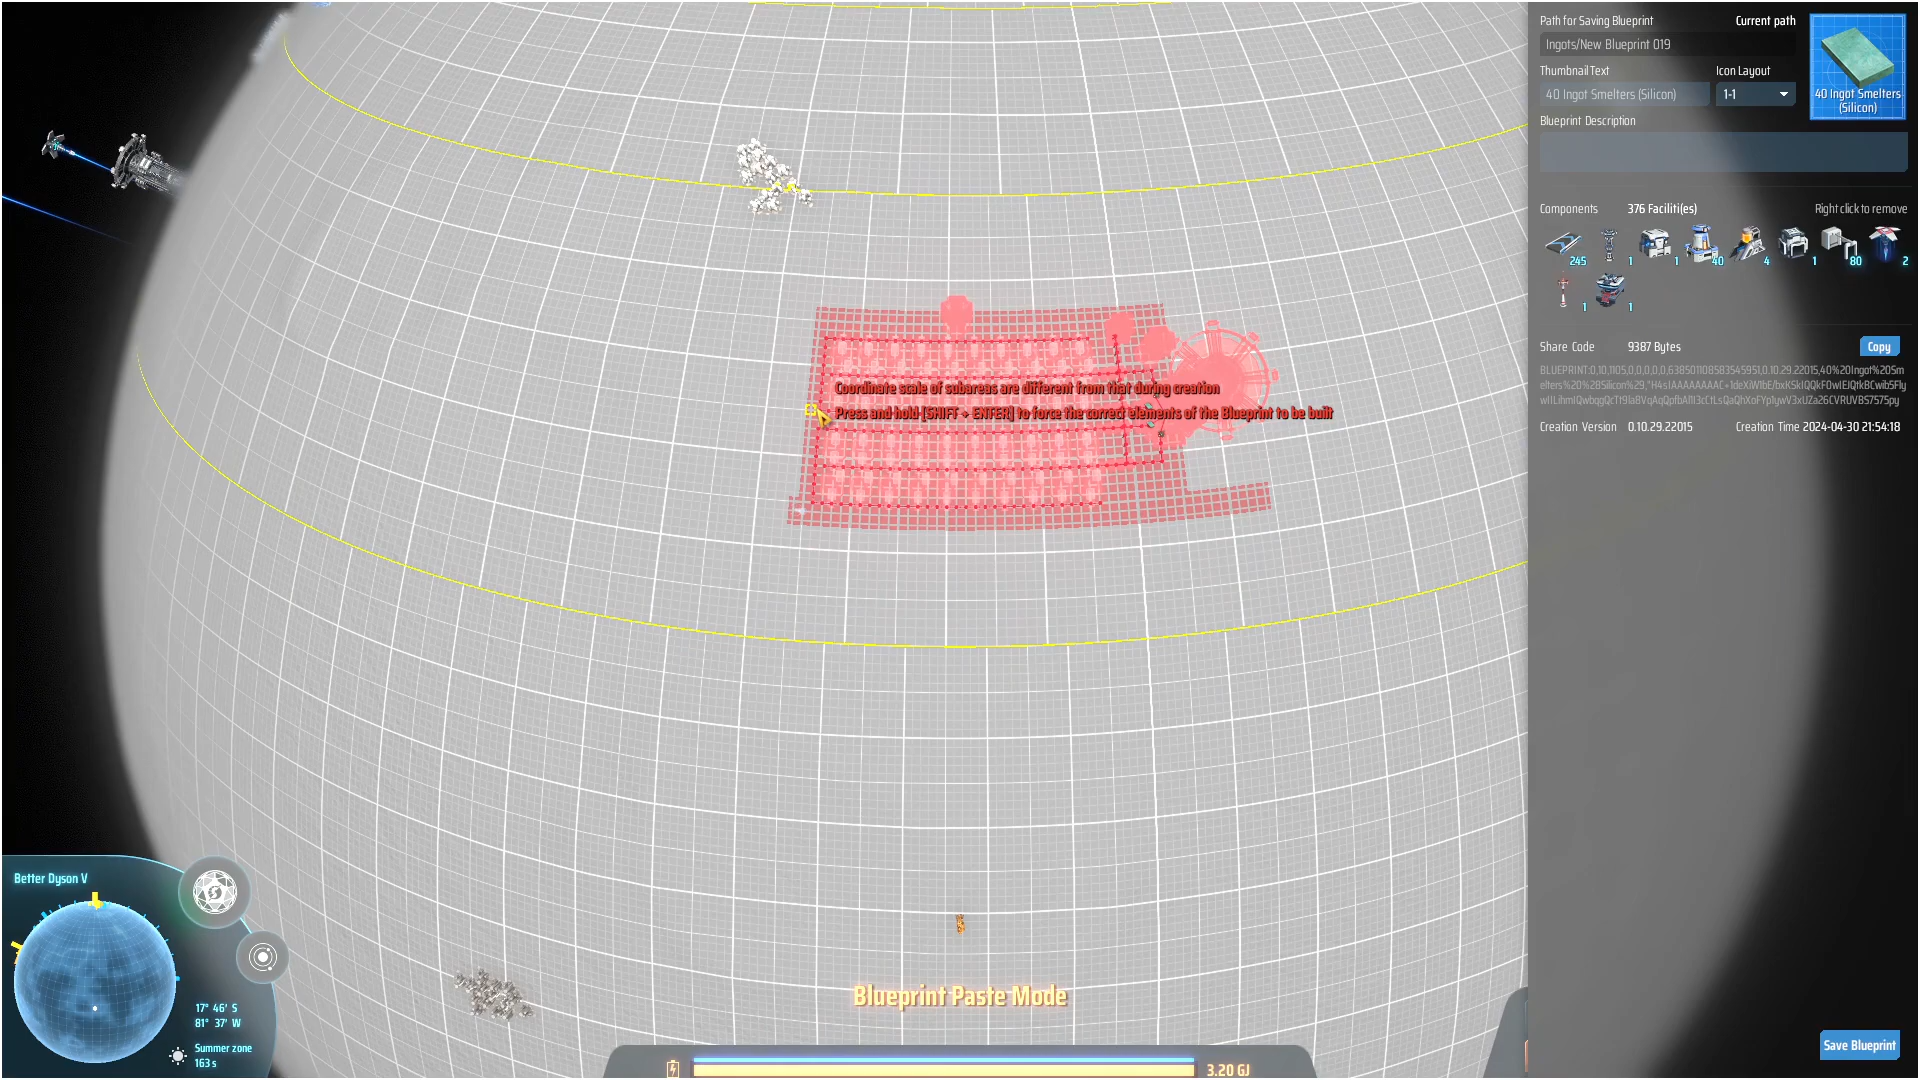 Path for Saving Blueprint
Current path
Ingots/New Blueprint 019
Thumbnail Text
Icon Layout
40 Ingot Smelters (Silicon)
1-1
40 Ingot Smelters
(Silicon)
Blueprint Description
Components
376 Faciliti(es)
Right click to remove
245
1
1
40
4
1
80
2
1
1
Share Code
9387 Bytes
Copy
Creation Version
0.10.29.22015
Creation Time 2024-04-30 21:54:18
Coordinate scale of subareas are different from that during creation
Press and hold [SHIFT + ENTER] to force the correct elements of the Blueprint to be built
Better Dyson V
17° 46' S
81° 37' W
Summer zone
163 s
Blueprint Paste Mode
3.20 GJ
Save Blueprint